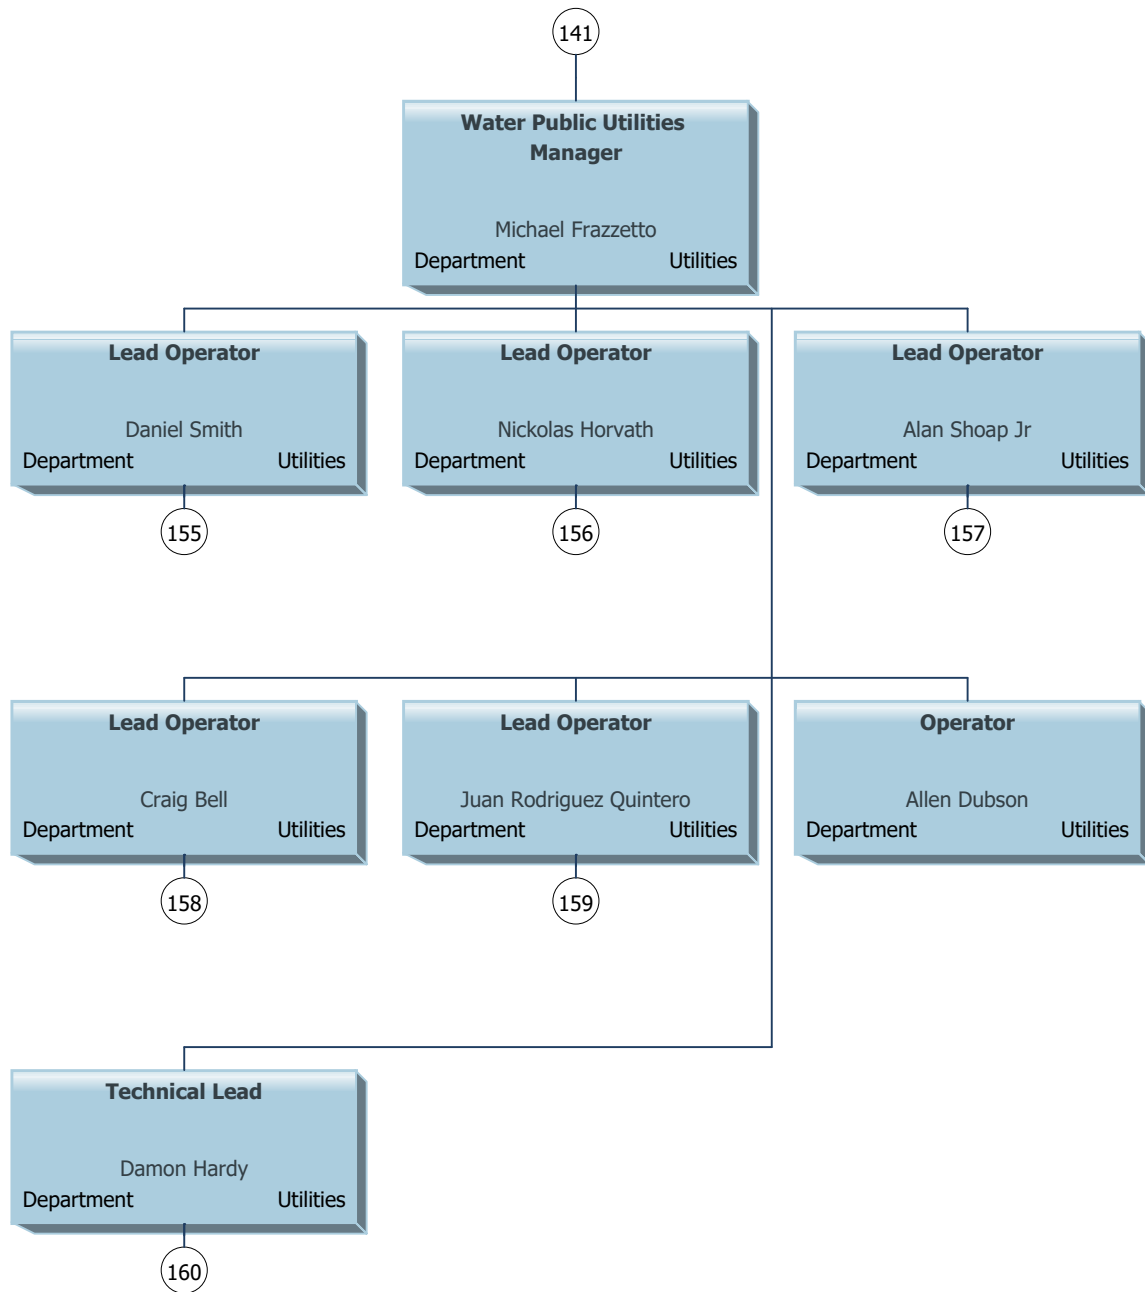 141
Water Public Utilities
Manager
Michael Frazzetto
Department Utilities
Lead Operator
Daniel Smith
Department Utilities
155
Lead Operator
Nickolas Horvath
Department Utilities
156
Lead Operator
Alan Shoap Jr
Department Utilities
157
Lead Operator
Craig Bell
Department Utilities
158
Lead Operator
Juan Rodriguez Quintero
Department Utilities
159
Operator
Allen Dubson
Department Utilities
Technical Lead
Damon Hardy
Department Utilities
160